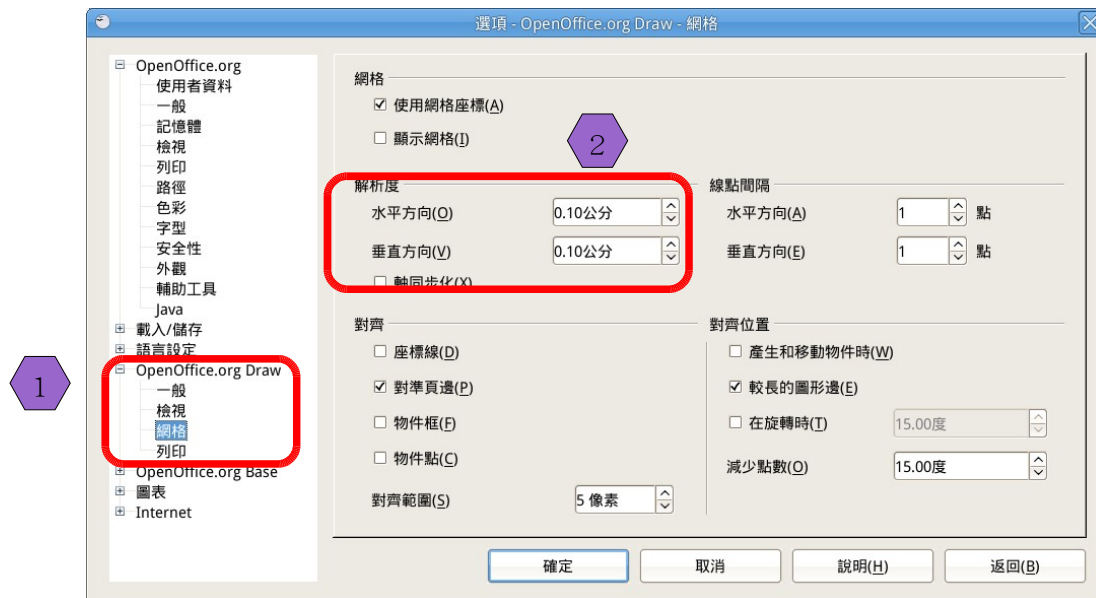 選項 - OpenOffice.org Draw - 網格
OpenOffice.org
使用者資料
一般
記憶體
檢視
列印
路徑
色彩
字型
安全性
外觀
輔助工具
Java
載入/儲存
語言設定
OpenOffice.org Draw
一般
檢視
網格
列印
OpenOffice.org Base
圖表
Internet
1
網格
使用網格座標(A)
顯示網格(I)
2
解析度
水平方向(O) 0.10公分
垂直方向(V) 0.10公分
軸同步化(X)
線點間隔
水平方向(A) 1 點
垂直方向(E) 1 點
對齊
座標線(D)
對準頁邊(P)
物件框(F)
物件點(C)
對齊範圍(S) 5 像素
對齊位置
產生和移動物件時(W)
較長的圖形邊(E)
在旋轉時(T) 15.00度
減少點數(O) 15.00度
確定 取消 說明(H) 返回(B)